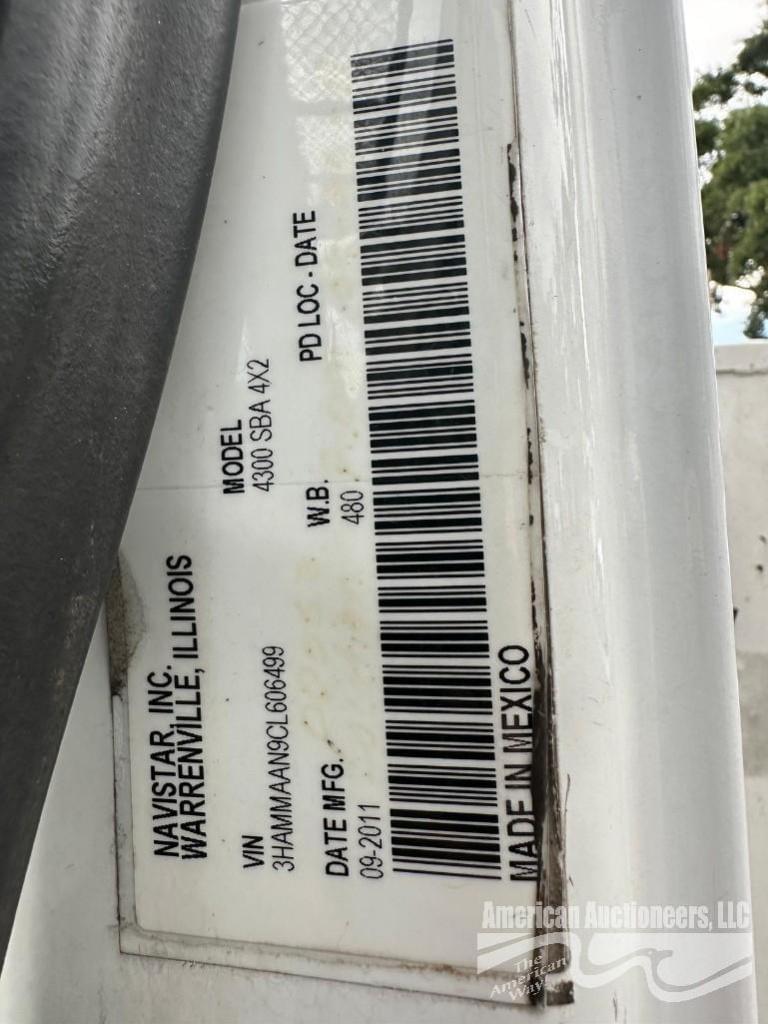 NAVISTAR, INC.
WARRENVILLE, ILLINOIS
VIN
3HAMMAAN9CL606499
MODEL
4300 SBA 4X2
DATE MFG.
09-2011
W.B.
480
PD LOC - DATE
MADE IN MEXICO
American Auctioneers, LLC
The
American
Way